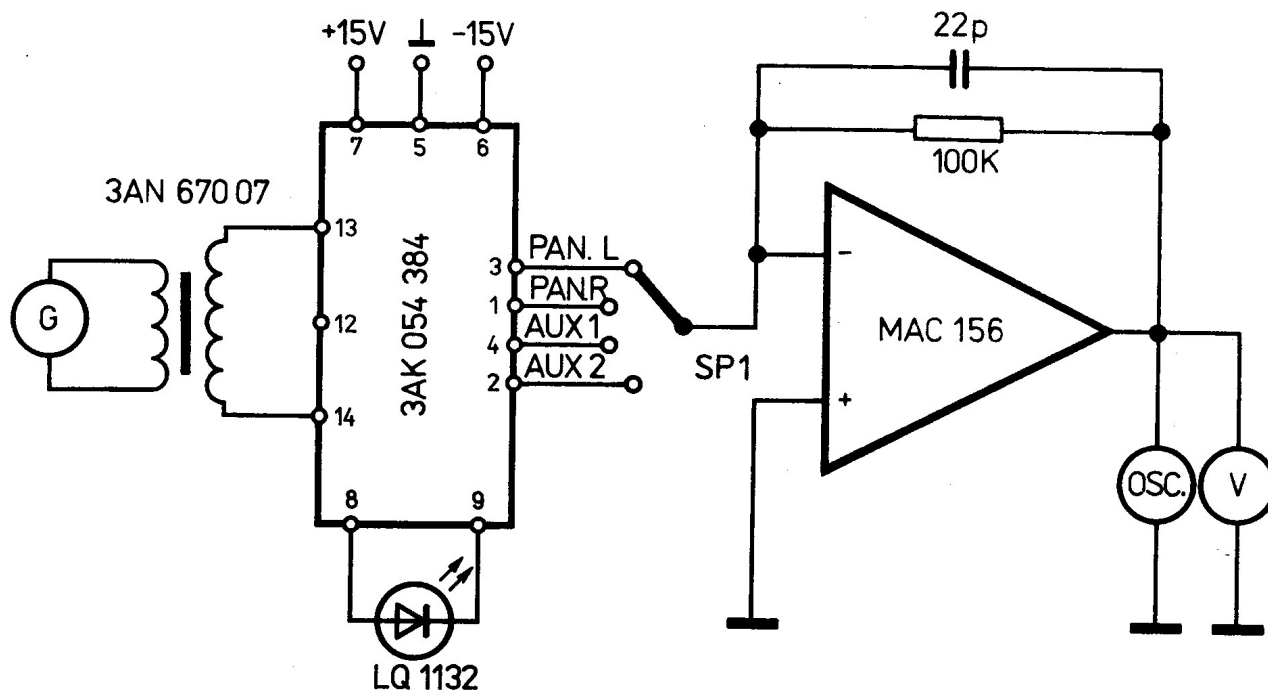 +15V ⊥ -15V
22p
7 5 6
100K
3AN 670 07
13
3AK 054 384
12
14
3 PAN. L
1 PAN.R
4 AUX 1
2 AUX 2
SP1
-
MAC 156
+
G
8 9
OSC. V
LQ 1132